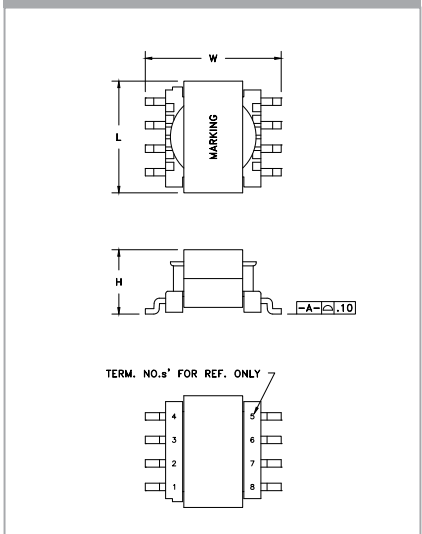 W
L
MARKING
H
-A-⌓.10
TERM. NO.s' FOR REF. ONLY
4 5
3 6
2 7
1 8